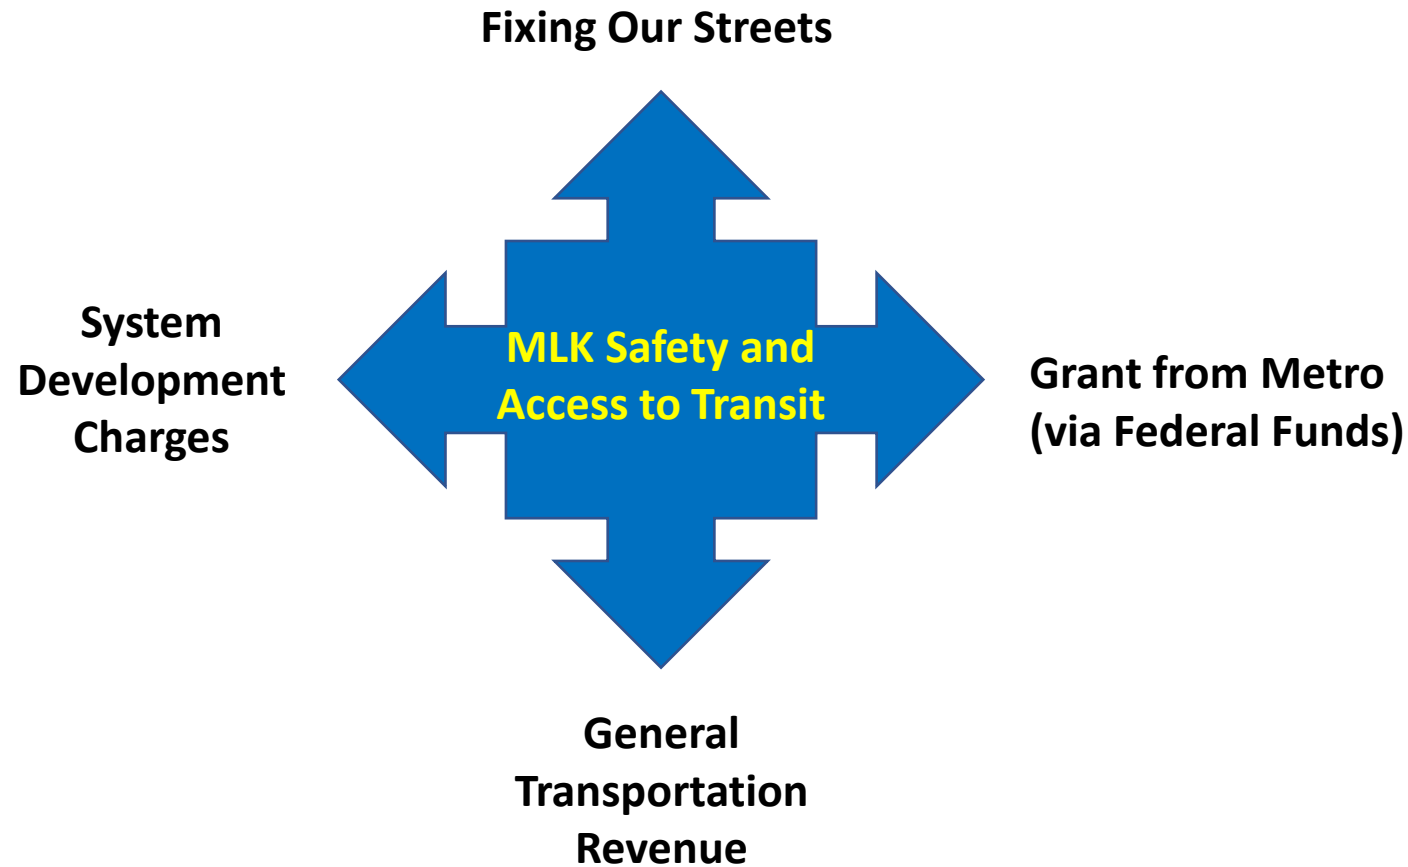 Fixing Our Streets
System
Development
Charges
MLK Safety and
Access to Transit
Grant from Metro
(via Federal Funds)
General
Transportation
Revenue